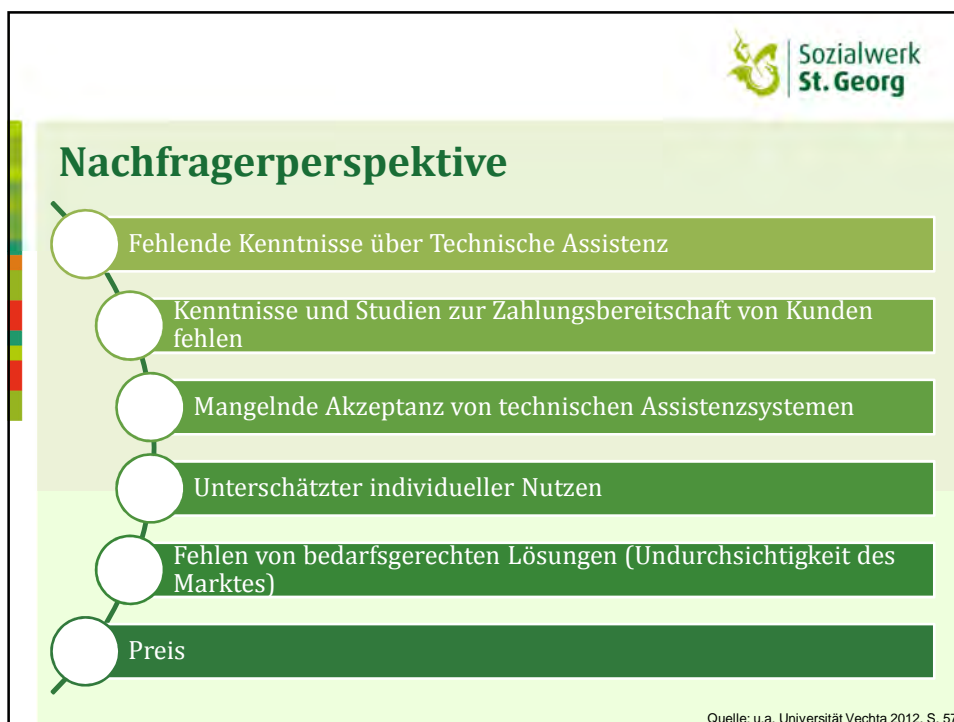 Sozialwerk
St. Georg
Nachfragerperspektive
Fehlende Kenntnisse über Technische Assistenz
Kenntnisse und Studien zur Zahlungsbereitschaft von Kunden
fehlen
Mangelnde Akzeptanz von technischen Assistenzsystemen
Unterschätzter individueller Nutzen
Fehlen von bedarfsgerechten Lösungen (Undurchsichtigkeit des
Marktes)
Preis
Quelle: u.a. Universität Vechta 2012, S. 57